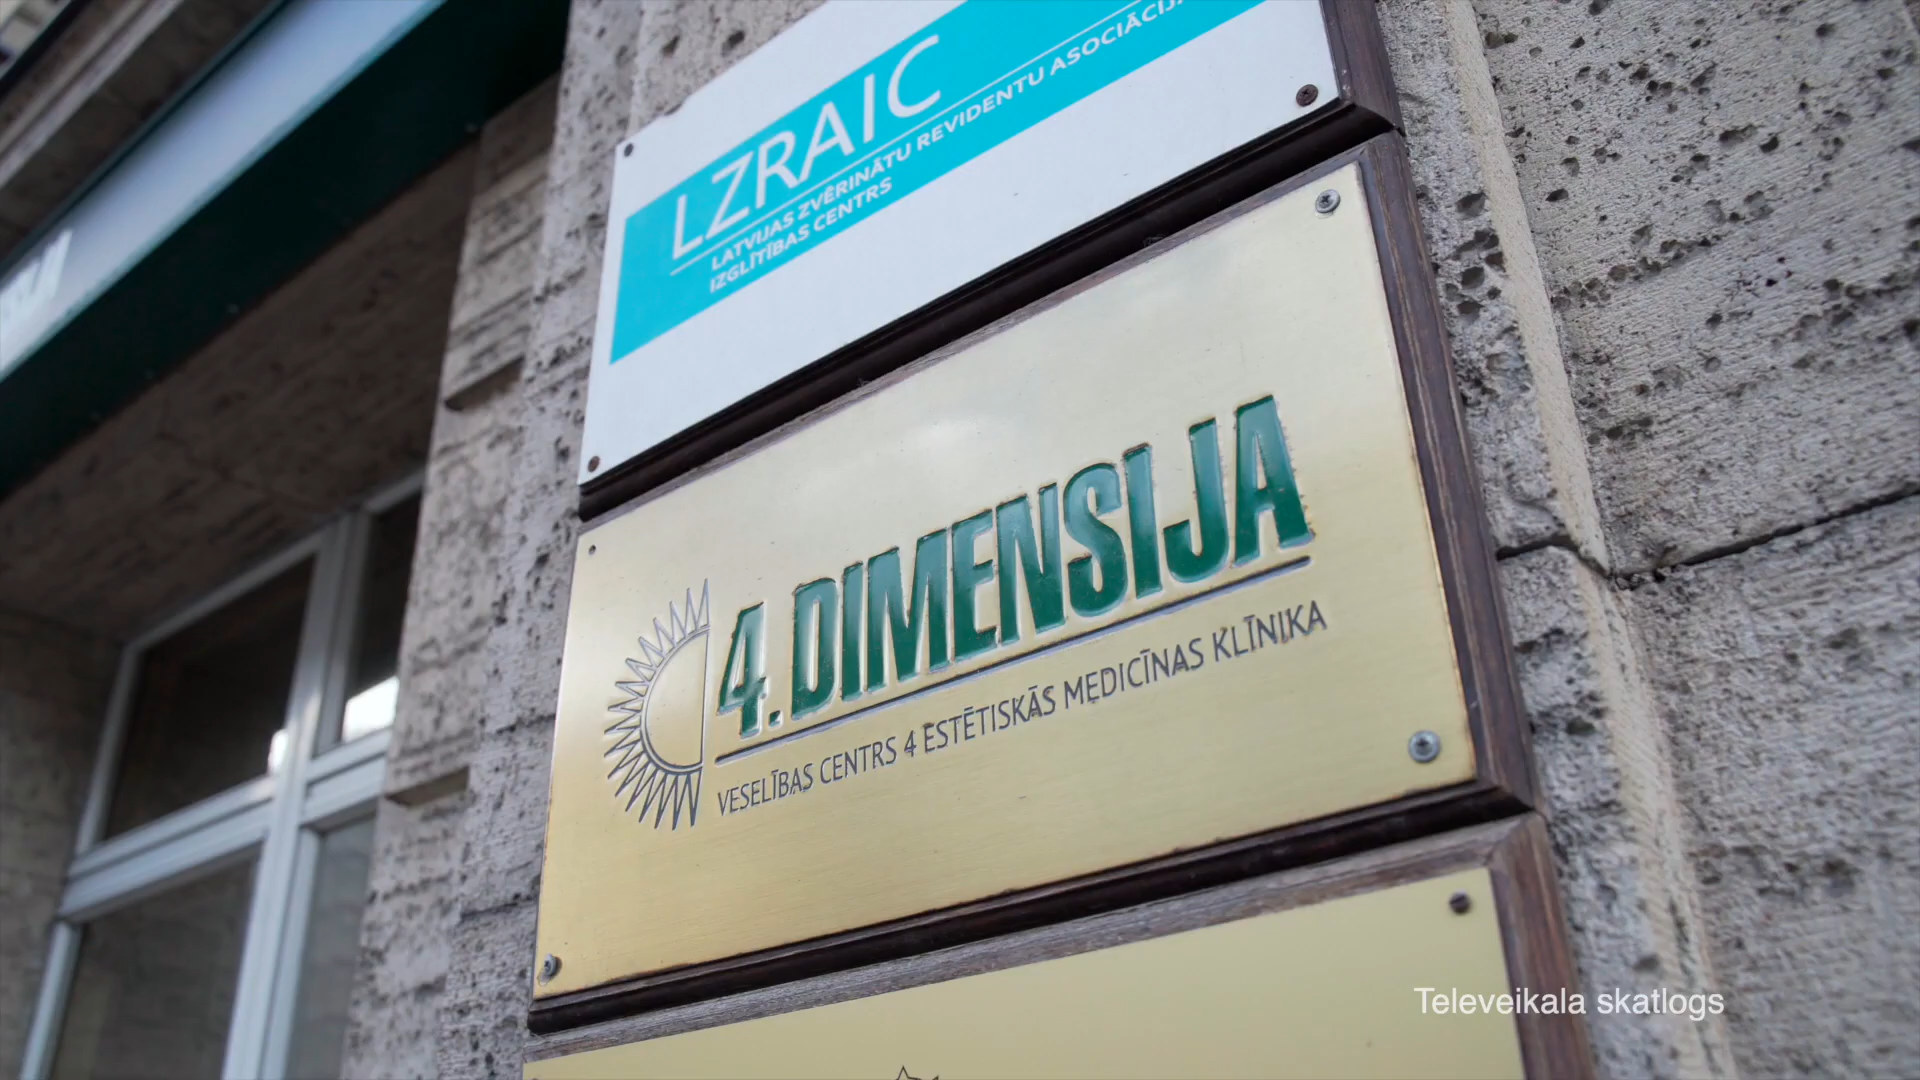 LZRAIC
LATVIJAS ZVĒRINĀTU REVIDENTU ASOCIĀCIJAS
IZGLĪTĪBAS CENTRS
4.DIMENSIJA
VESELĪBAS CENTRS 4 ESTĒTISKĀS MEDICĪNAS KLĪNIKA
Televeikala skatlogs